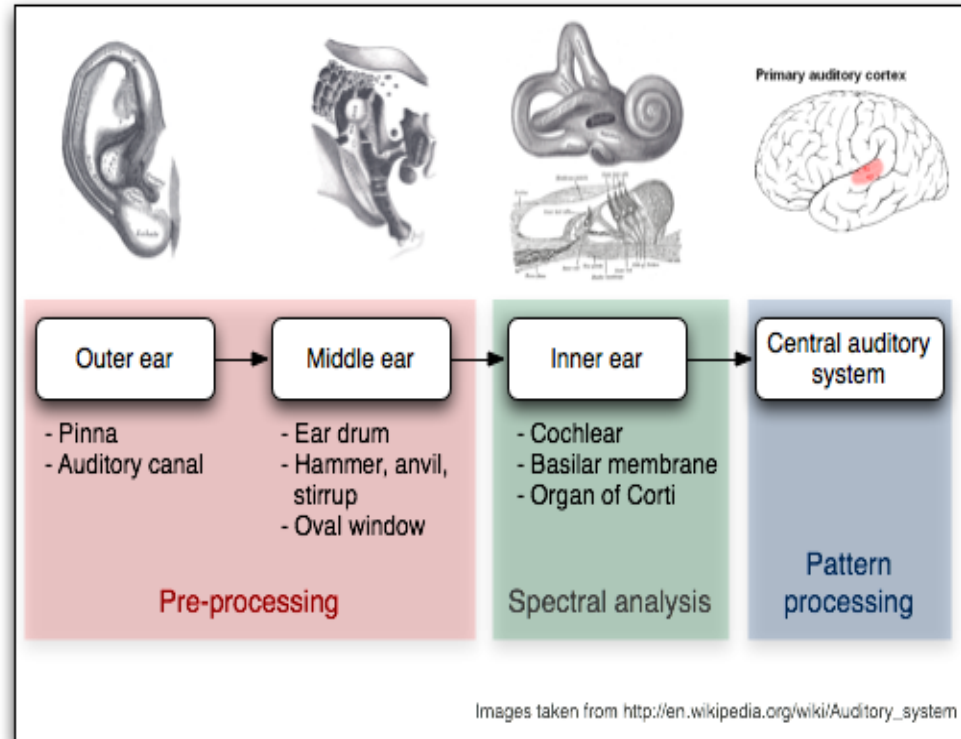 Primary auditory cortex
Outer ear
Middle ear
Inner ear
Central auditory
system
- Pinna
- Auditory canal
- Ear drum
- Hammer, anvil,
stirrup
- Oval window
- Cochlear
- Basilar membrane
- Organ of Corti
Pre-processing
Spectral analysis
Pattern
processing
Images taken from http://en.wikipedia.org/wiki/Auditory_system